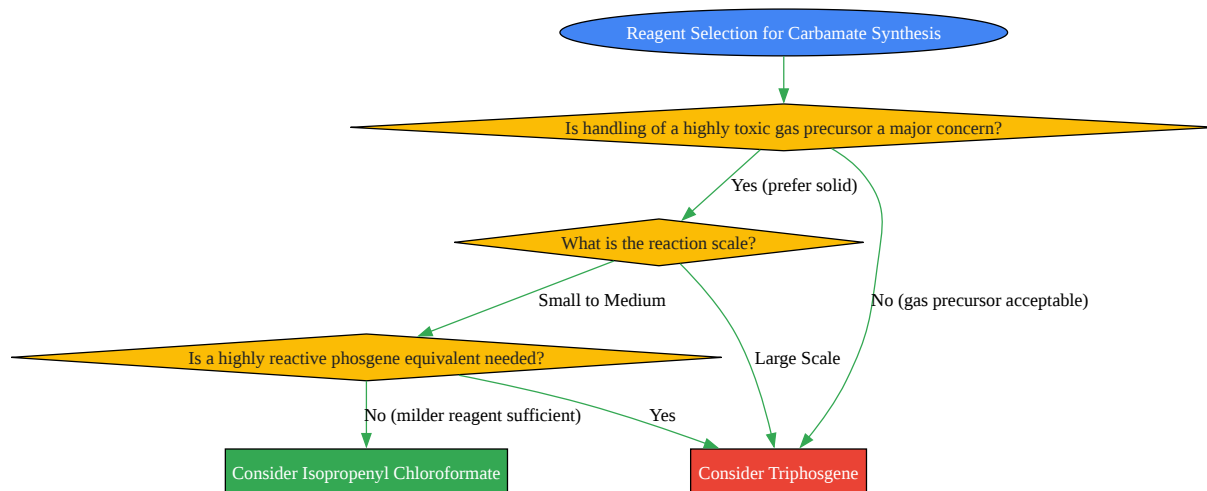 Reagent Selection for Carbamate Synthesis
Is handling of a highly toxic gas precursor a major concern?
Yes (prefer solid)
What is the reaction scale?
Small to Medium
No (gas precursor acceptable)
Is a highly reactive phosgene equivalent needed?
Large Scale
No (milder reagent sufficient)
Yes
Consider Isopropenyl Chloroformate
Consider Triphosgene